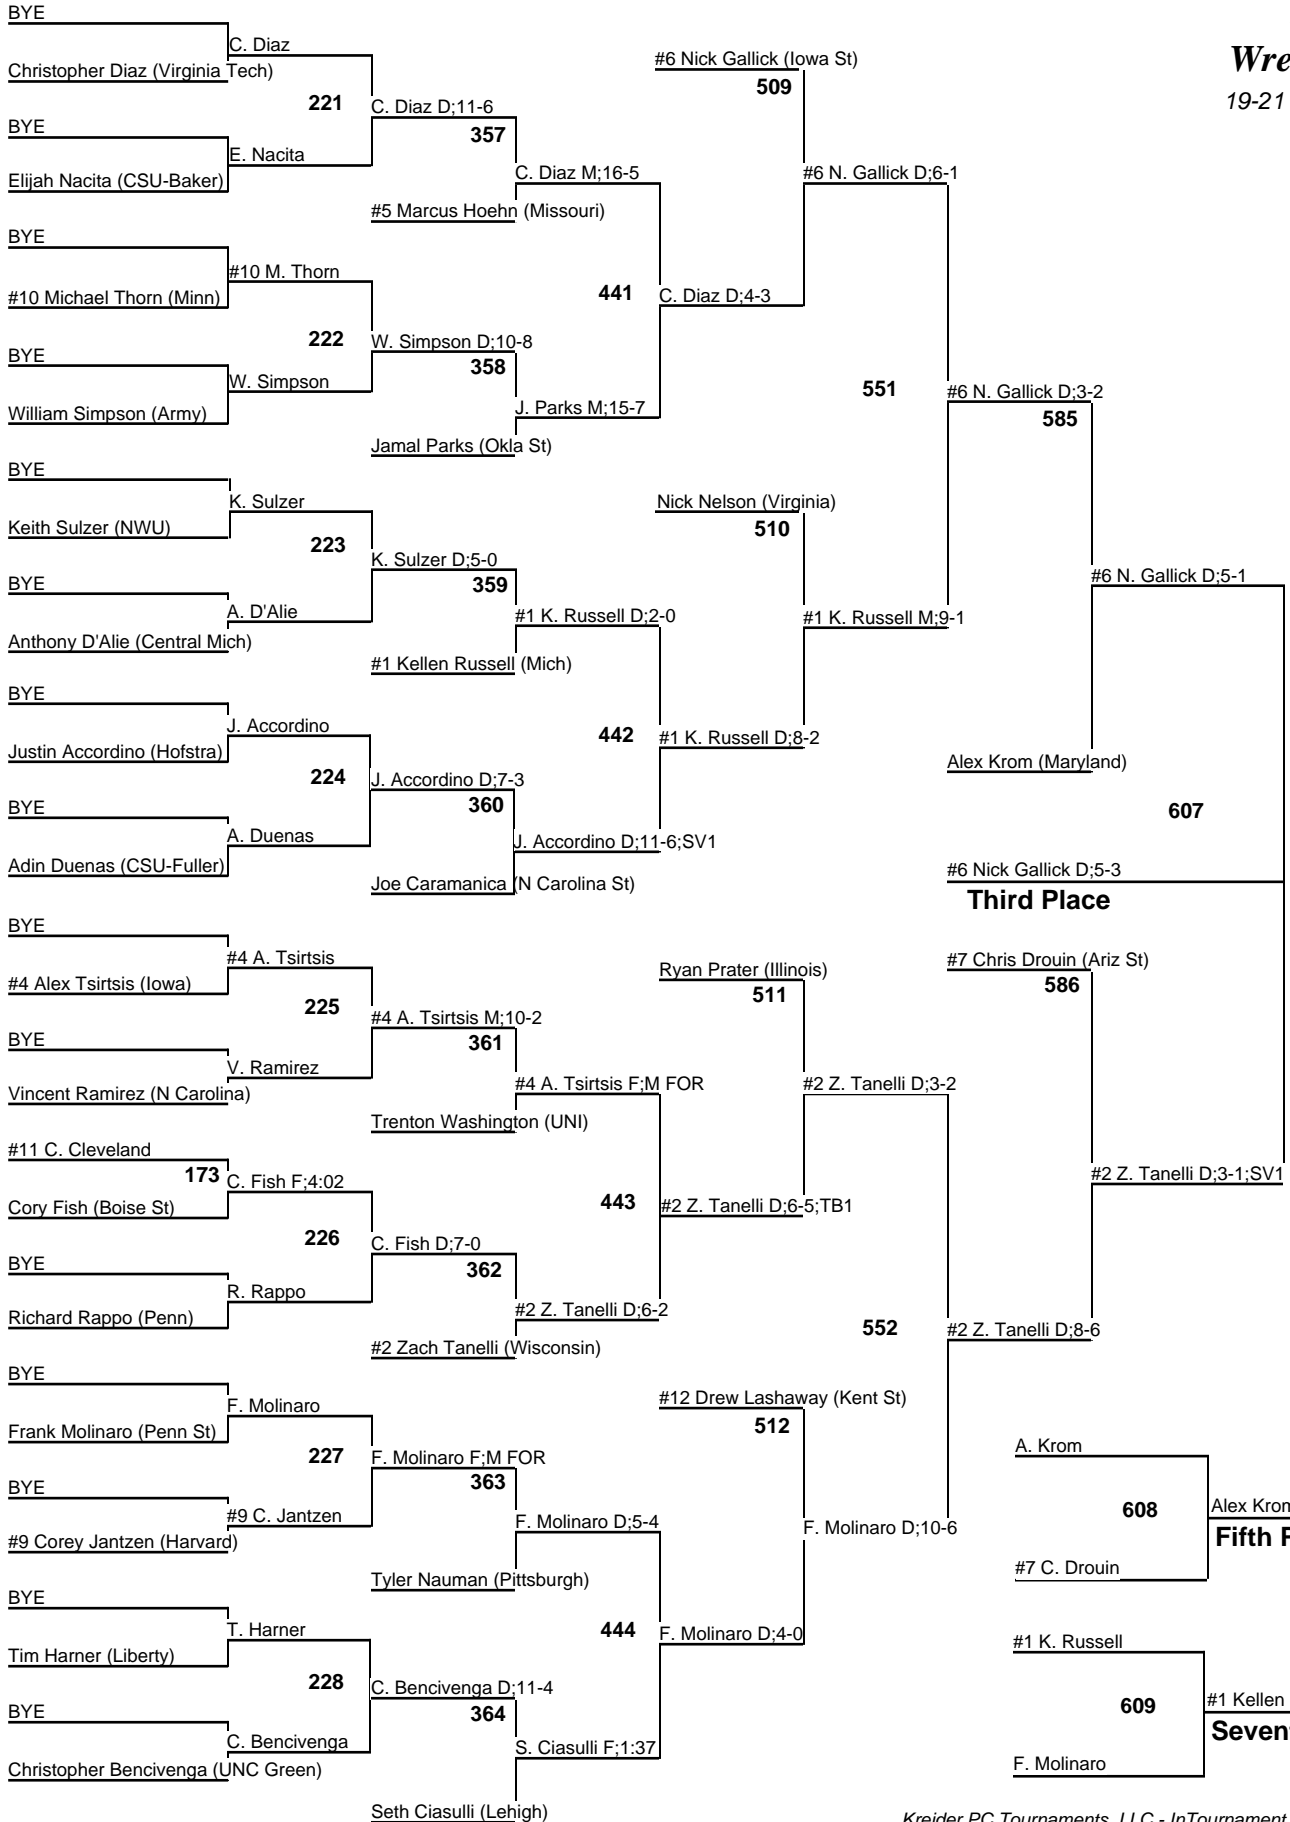 BYE
C. Diaz
Christopher Diaz (Virginia Tech)
221
C. Diaz D;11-6
BYE
357
E. Nacita
Elijah Nacita (CSU-Baker)
C. Diaz M;16-5
#5 Marcus Hoehn (Missouri)
BYE
#10 M. Thorn
#10 Michael Thorn (Minn)
441
C. Diaz D;4-3
222
W. Simpson D;10-8
BYE
358
W. Simpson
William Simpson (Army)
J. Parks M;15-7
Jamal Parks (Okla St)
#6 Nick Gallick (Iowa St)
509
#6 N. Gallick D;6-1
Wre
19-21
551
#6 N. Gallick D;3-2
585
BYE
K. Sulzer
Keith Sulzer (NWU)
223
K. Sulzer D;5-0
BYE
359
A. D'Alie
Anthony D'Alie (Central Mich)
#1 K. Russell D;2-0
#1 Kellen Russell (Mich)
BYE
J. Accordino
Justin Accordino (Hofstra)
442
#1 K. Russell D;8-2
224
J. Accordino D;7-3
BYE
360
A. Duenas
Adin Duenas (CSU-Fuller)
J. Accordino D;11-6;SV1
Joe Caramanica (N Carolina St)
Nick Nelson (Virginia)
510
#1 K. Russell M;9-1
#6 N. Gallick D;5-1
Alex Krom (Maryland)
607
#6 Nick Gallick D;5-3
Third Place
BYE
#4 A. Tsirtsis
#4 Alex Tsirtsis (Iowa)
225
#4 A. Tsirtsis M;10-2
BYE
361
V. Ramirez
Vincent Ramirez (N Carolina)
#4 A. Tsirtsis F;M FOR
Trenton Washington (UNI)
#11 C. Cleveland
173
C. Fish F;4:02
Cory Fish (Boise St)
443
#2 Z. Tanelli D;6-5;TB1
226
C. Fish D;7-0
BYE
362
R. Rappo
Richard Rappo (Penn)
#2 Z. Tanelli D;6-2
#2 Zach Tanelli (Wisconsin)
Ryan Prater (Illinois)
511
#2 Z. Tanelli D;3-2
#7 Chris Drouin (Ariz St)
586
#2 Z. Tanelli D;3-1;SV1
552
#2 Z. Tanelli D;8-6
BYE
F. Molinaro
Frank Molinaro (Penn St)
227
F. Molinaro F;M FOR
BYE
363
#9 C. Jantzen
#9 Corey Jantzen (Harvard)
F. Molinaro D;5-4
Tyler Nauman (Pittsburgh)
BYE
T. Harner
Tim Harner (Liberty)
444
F. Molinaro D;4-0
228
C. Bencivenga D;11-4
BYE
364
C. Bencivenga
Christopher Bencivenga (UNC Green)
S. Ciasulli F;1:37
Seth Ciasulli (Lehigh)
#12 Drew Lashaway (Kent St)
512
F. Molinaro D;10-6
A. Krom
608
Alex Krom
Fifth P
#7 C. Drouin
#1 K. Russell
609
#1 Kellen
Seven
F. Molinaro
Kreider PC Tournaments, LLC - InTournament